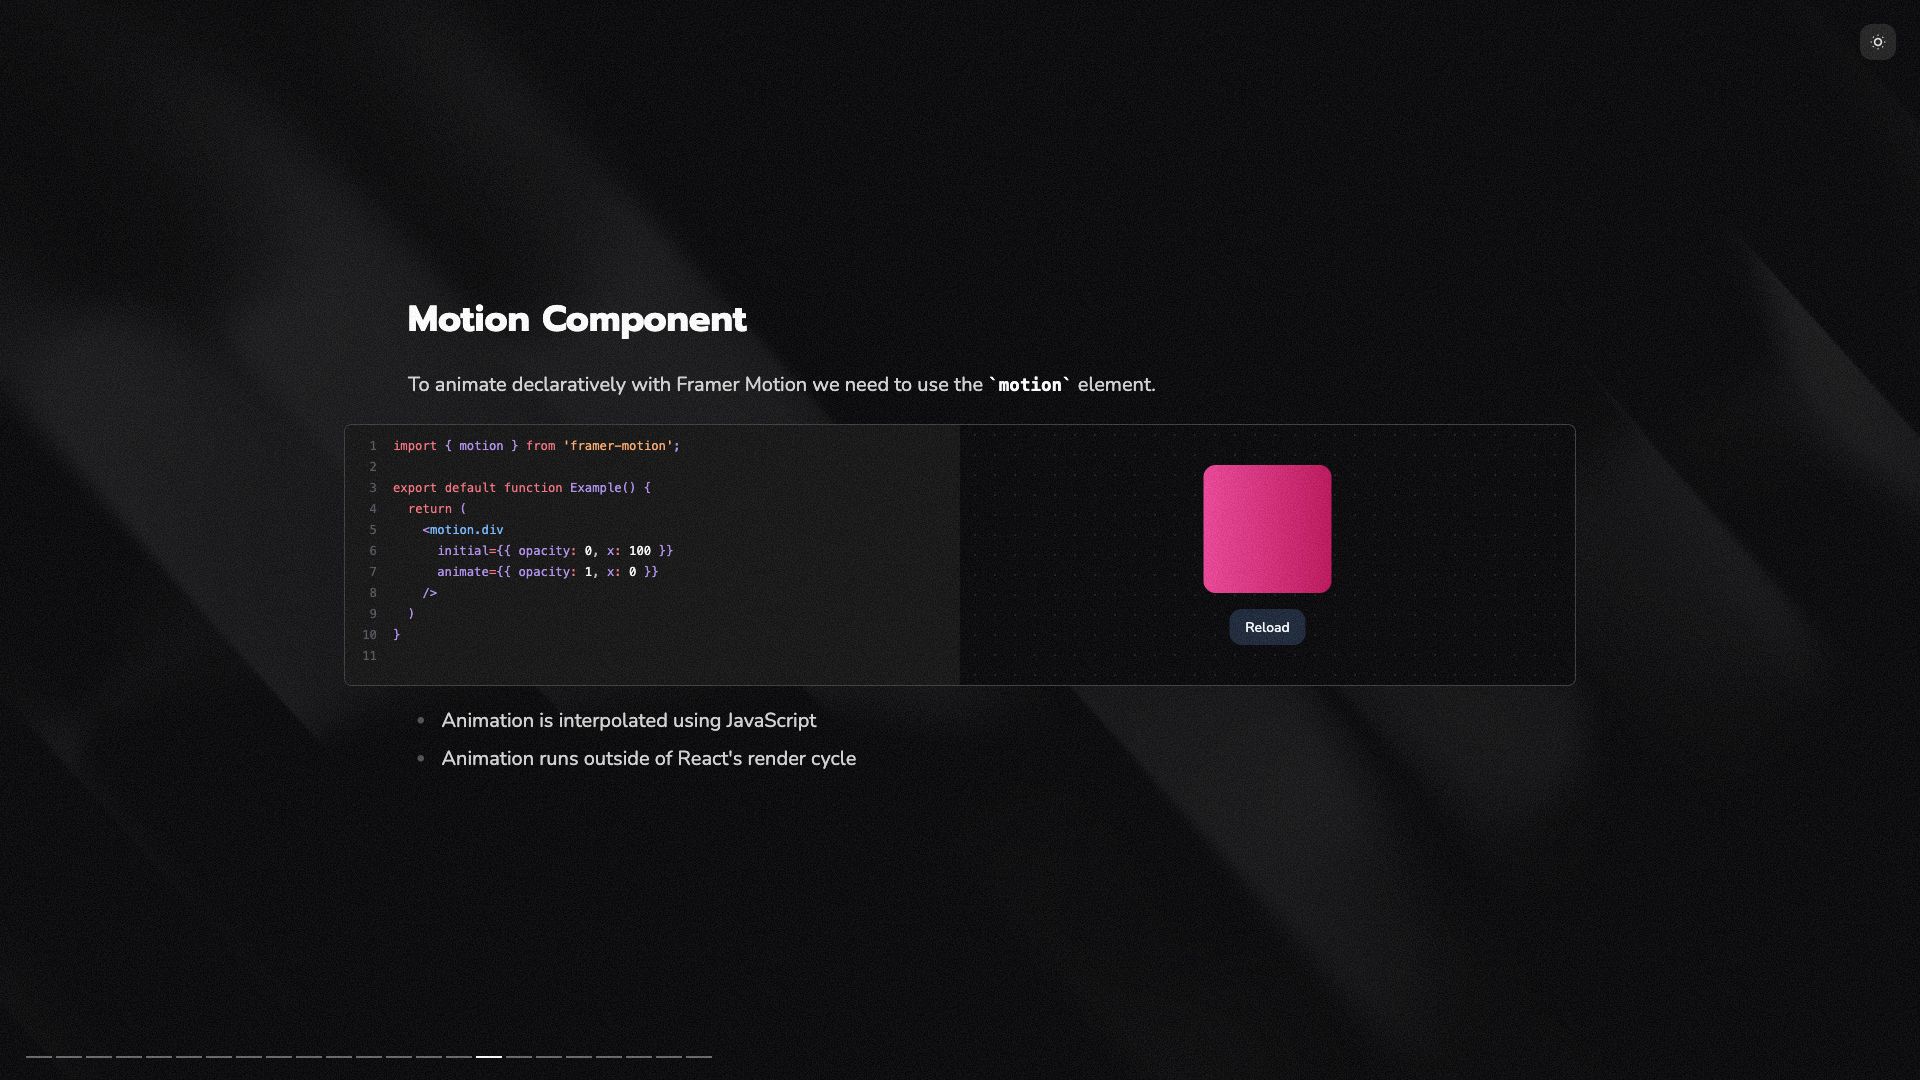 Motion Component
To animate declaratively with Framer Motion we need to use the `motion` element.
1 import { motion } from 'framer-motion';
2
3 export default function Example() {
4   return (
5     <motion.div
6       initial={{ opacity: 0, x: 100 }}
7       animate={{ opacity: 1, x: 0 }}
8     />
9   )
10 }
11
Reload
• Animation is interpolated using JavaScript
• Animation runs outside of React's render cycle